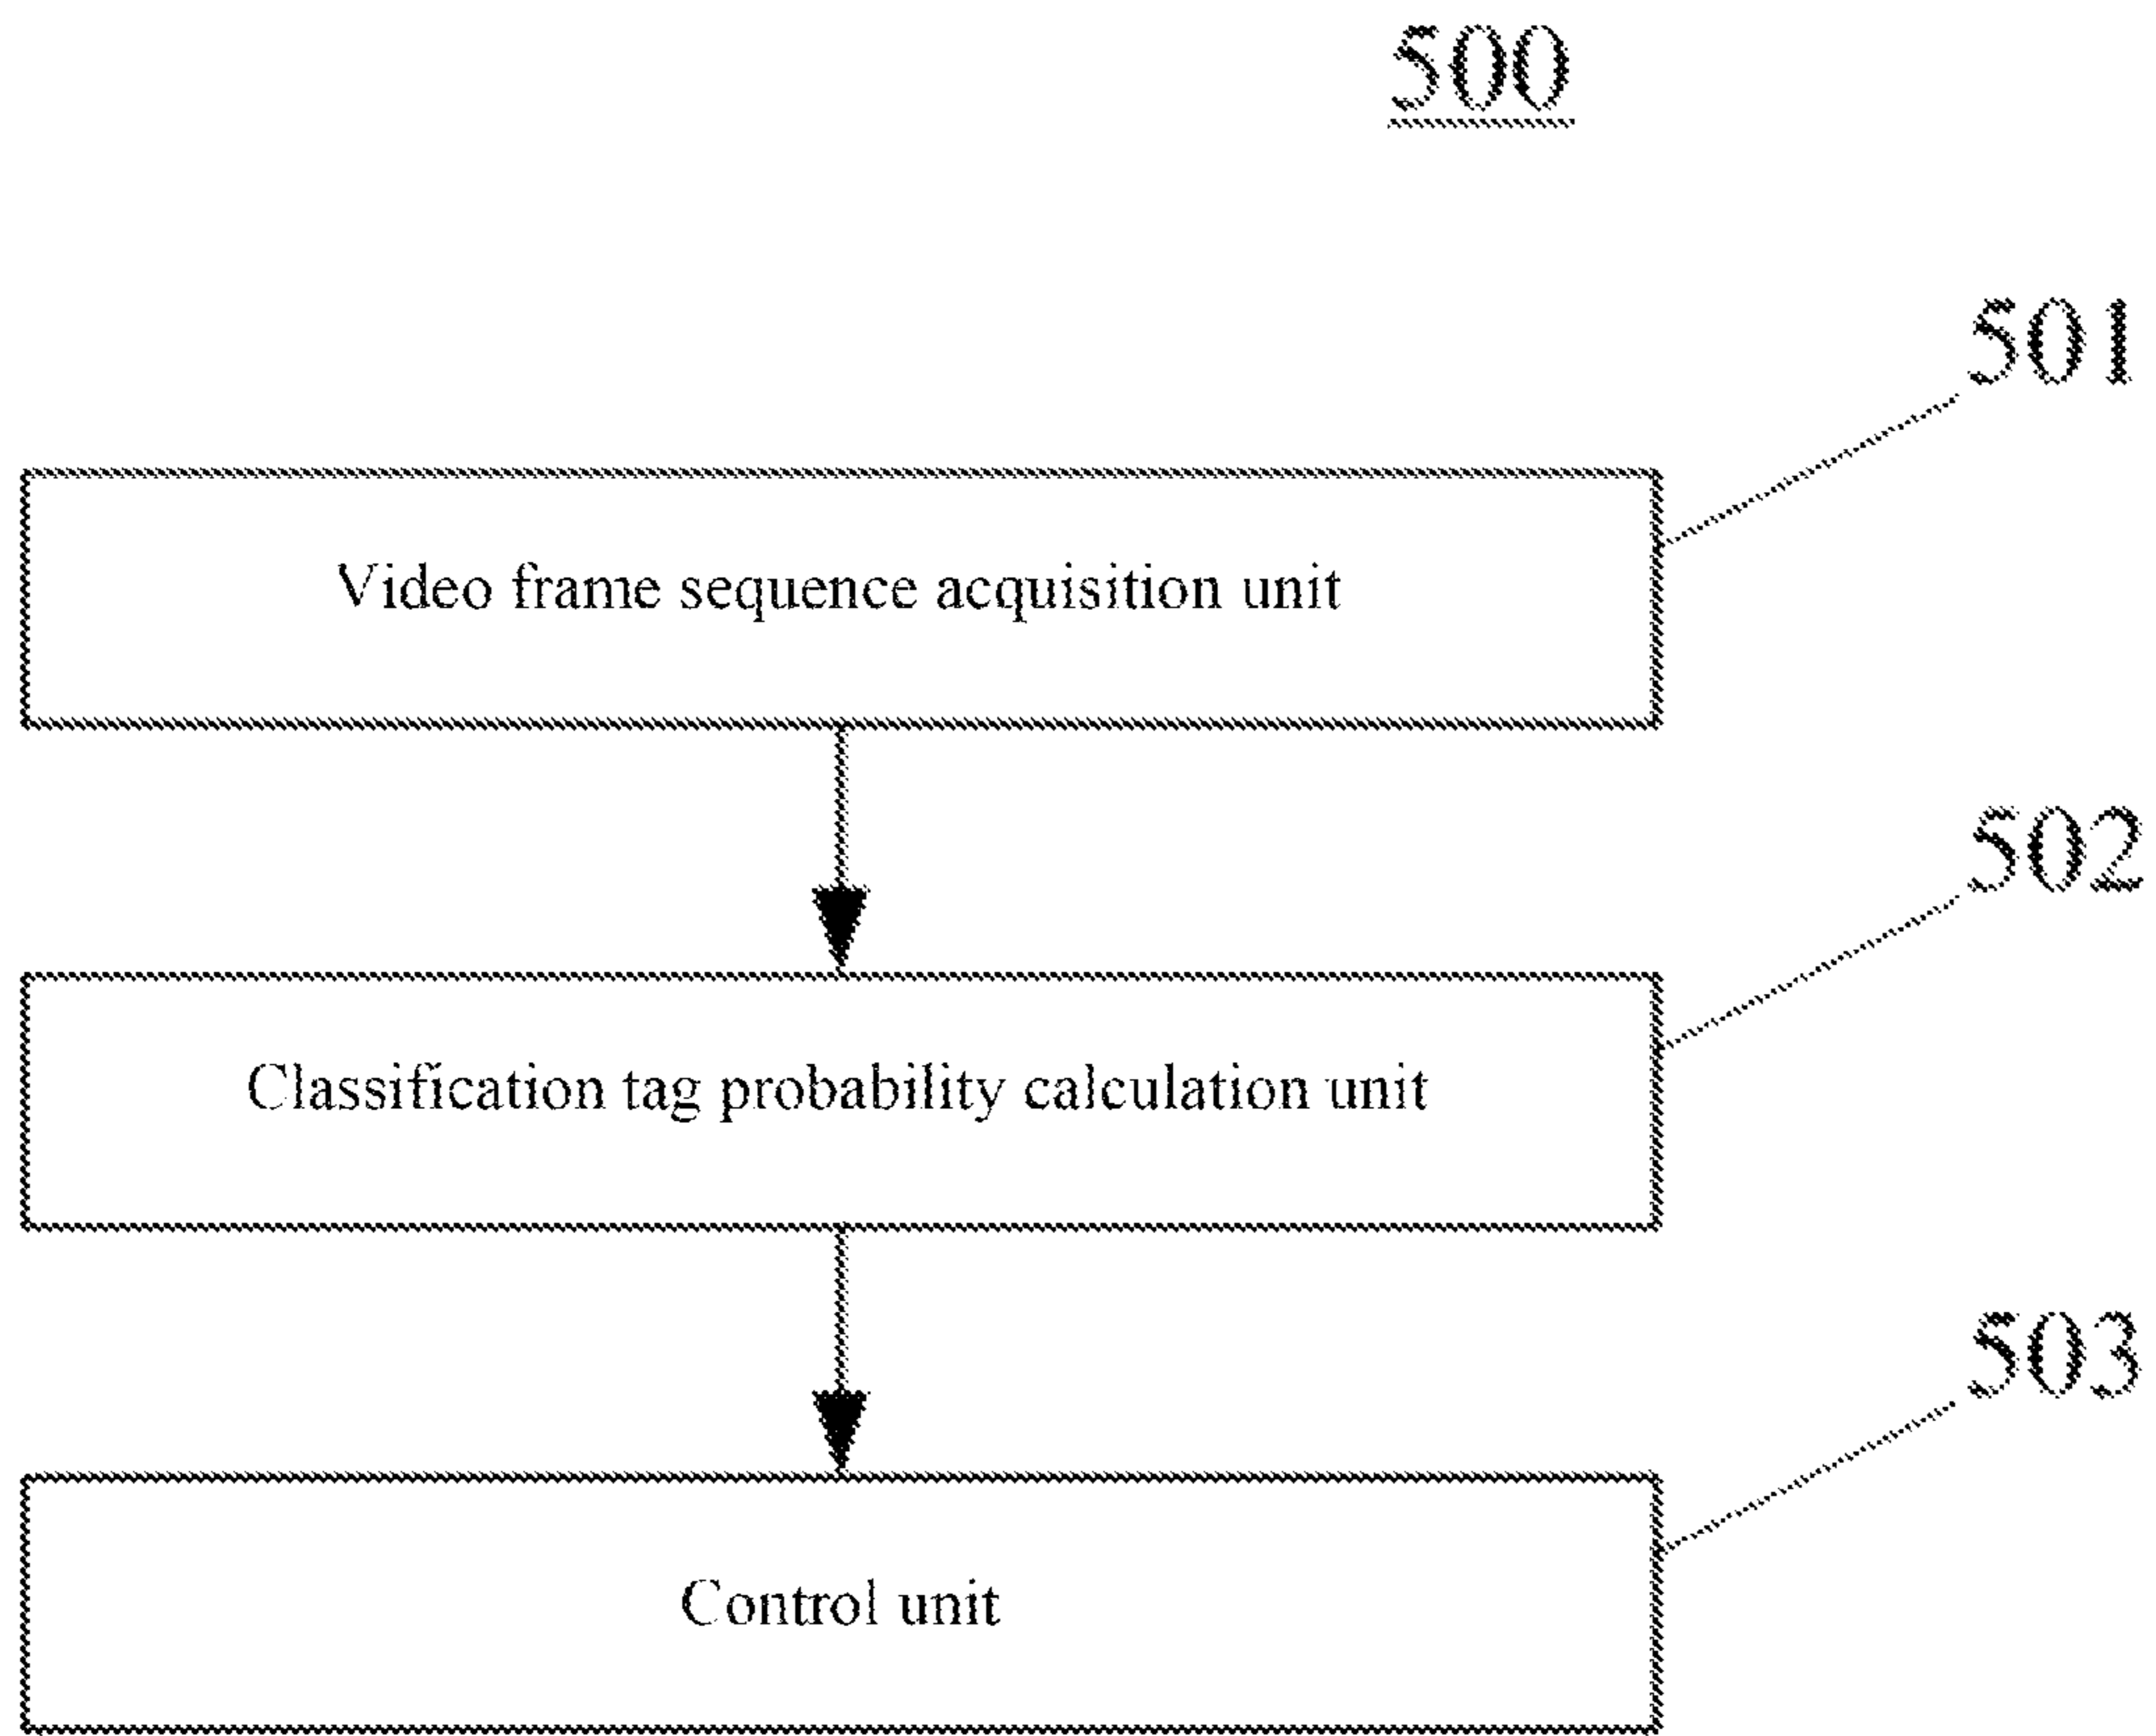 500
501
Video frame sequence acquisition unit
502
Classification tag probability calculation unit
503
Control unit